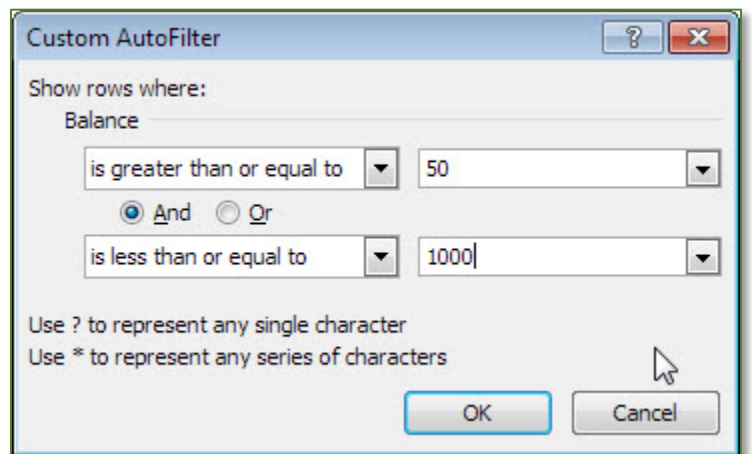 Custom AutoFilter ?
Show rows where:
Balance
is greater than or equal to 50
And Or
is less than or equal to 1000
Use ? to represent any single character
Use * to represent any series of characters
OK Cancel